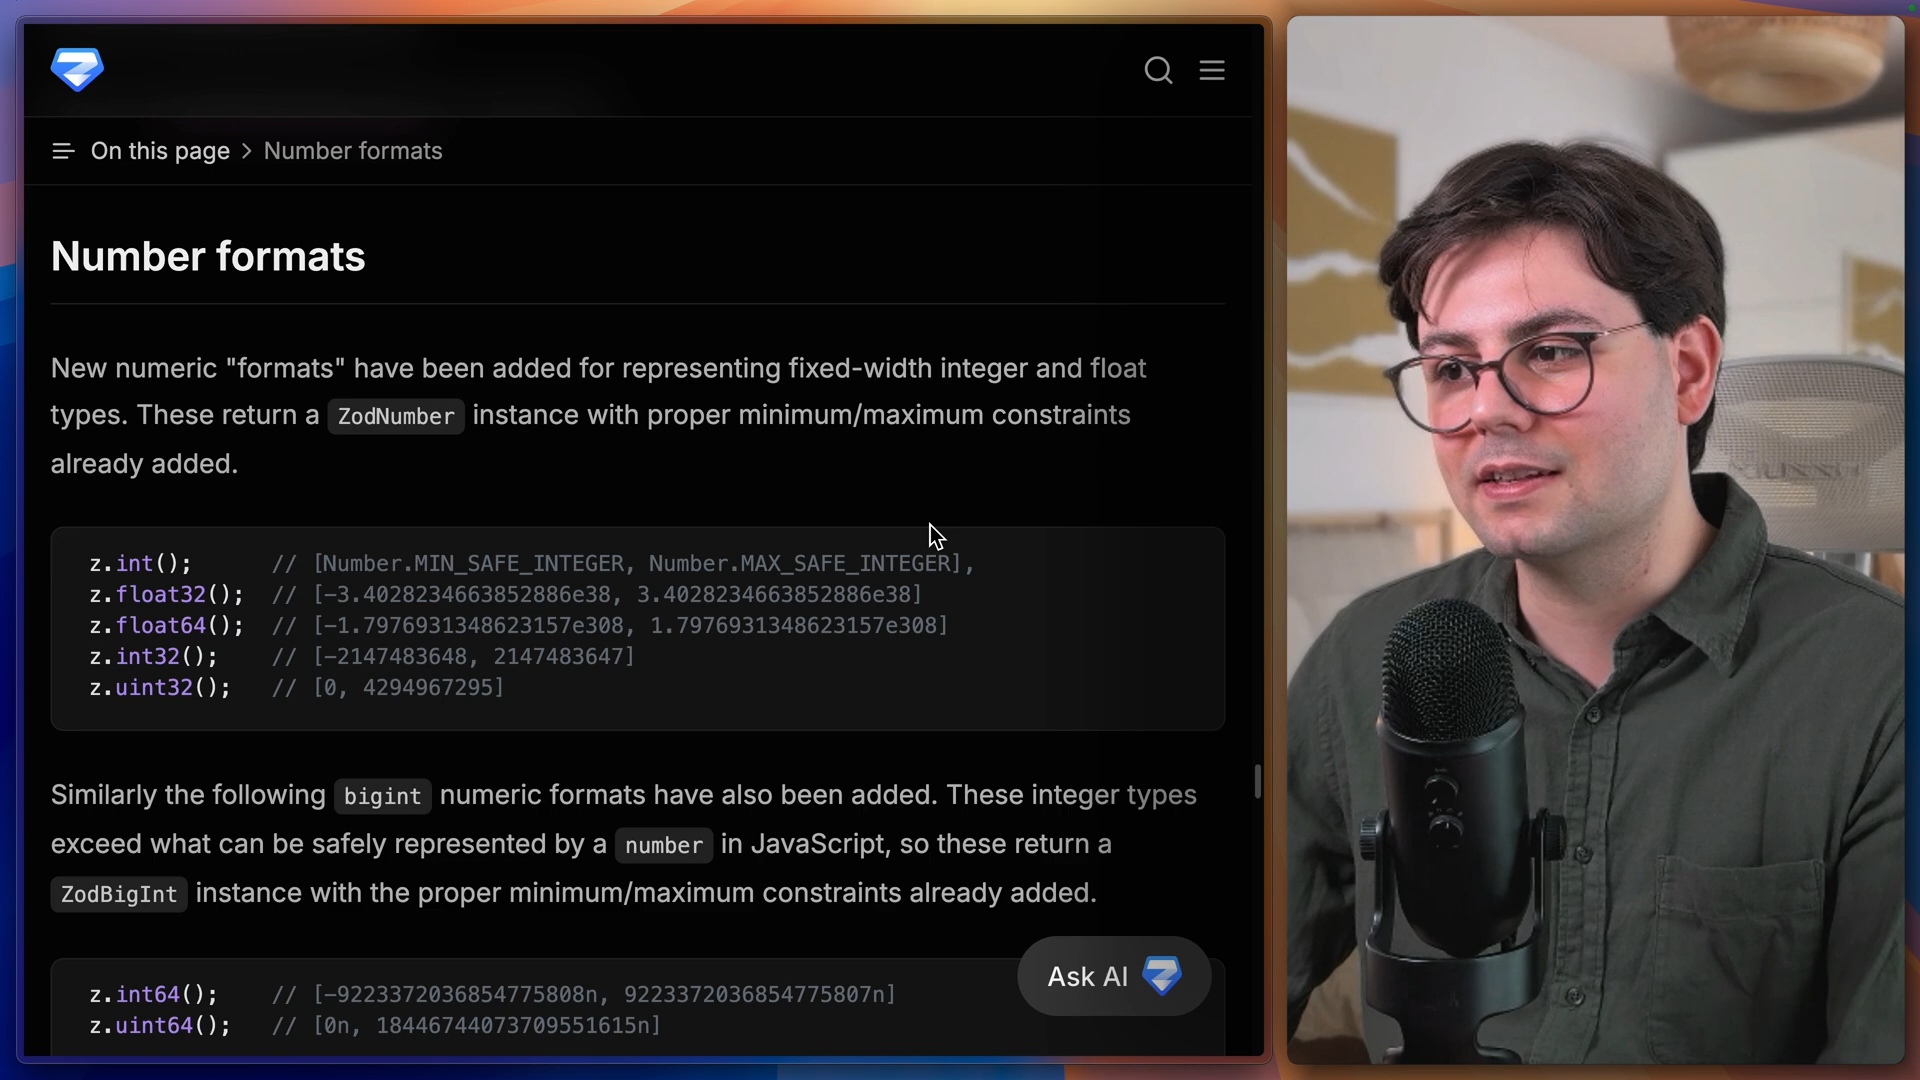 On this page > Number formats
Number formats
New numeric "formats" have been added for representing fixed-width integer and float
types. These return a ZodNumber instance with proper minimum/maximum constraints
already added.
z.int();      // [Number.MIN_SAFE_INTEGER, Number.MAX_SAFE_INTEGER],
z.float32();  // [-3.4028234663852886e38, 3.4028234663852886e38]
z.float64();  // [-1.7976931348623157e308, 1.7976931348623157e308]
z.int32();    // [-2147483648, 2147483647]
z.uint32();   // [0, 4294967295]
Similarly the following bigint numeric formats have also been added. These integer types
exceed what can be safely represented by a number in JavaScript, so these return a
ZodBigInt instance with the proper minimum/maximum constraints already added.
Ask AI
z.int64();    // [-9223372036854775808n, 9223372036854775807n]
z.uint64();   // [0n, 18446744073709551615n]